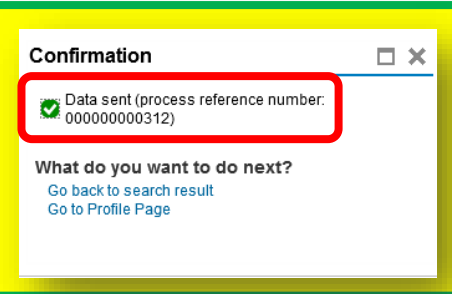 Confirmation
Data sent (process reference number:
000000000312)
What do you want to do next?
Go back to search result
Go to Profile Page